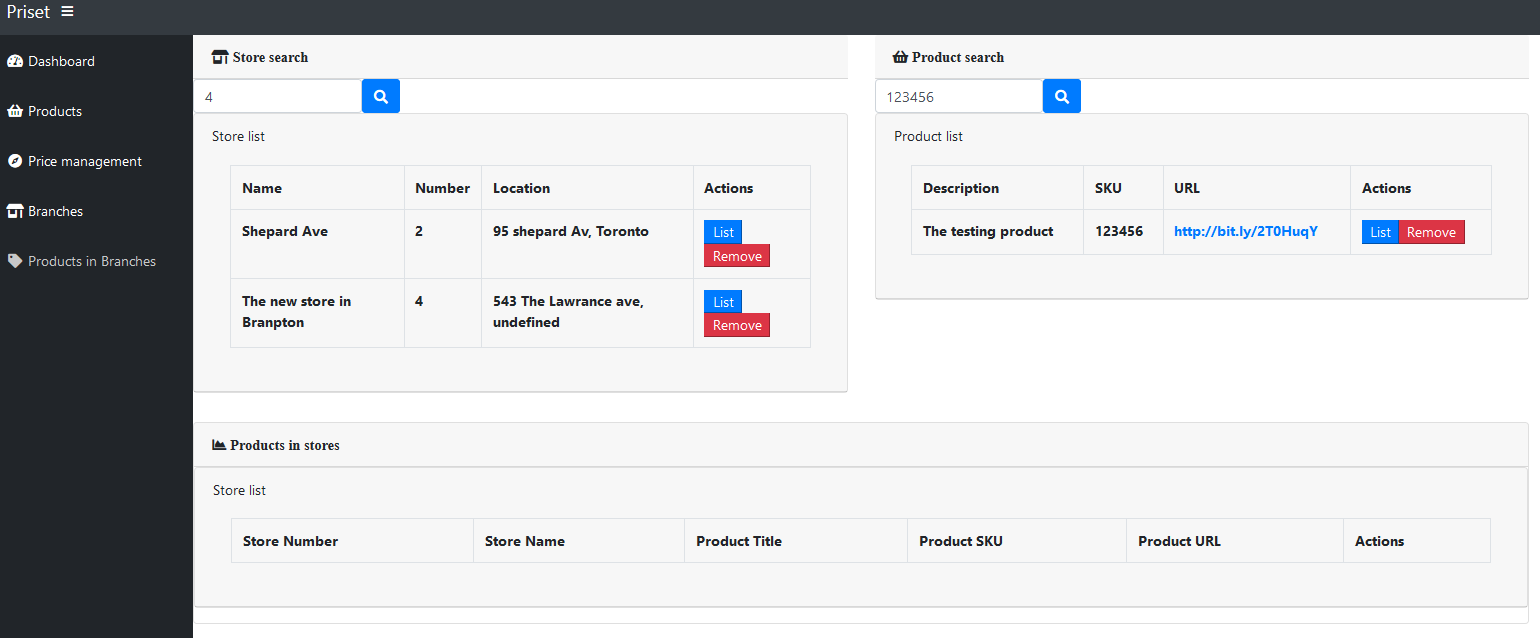 Priset
Dashboard
Products
Price management
Branches
Products in Branches
Store search
4
Store list
Name Number Location Actions
Shepard Ave 2 95 shepard Av, Toronto List
Remove
The new store in 4 543 The Lawrance ave, List
Branpton undefined Remove
Product search
123456
Product list
Description SKU URL Actions
The testing product 123456 http://bit.ly/2T0HuqY List Remove
Products in stores
Store list
Store Number Store Name Product Title Product SKU Product URL Actions